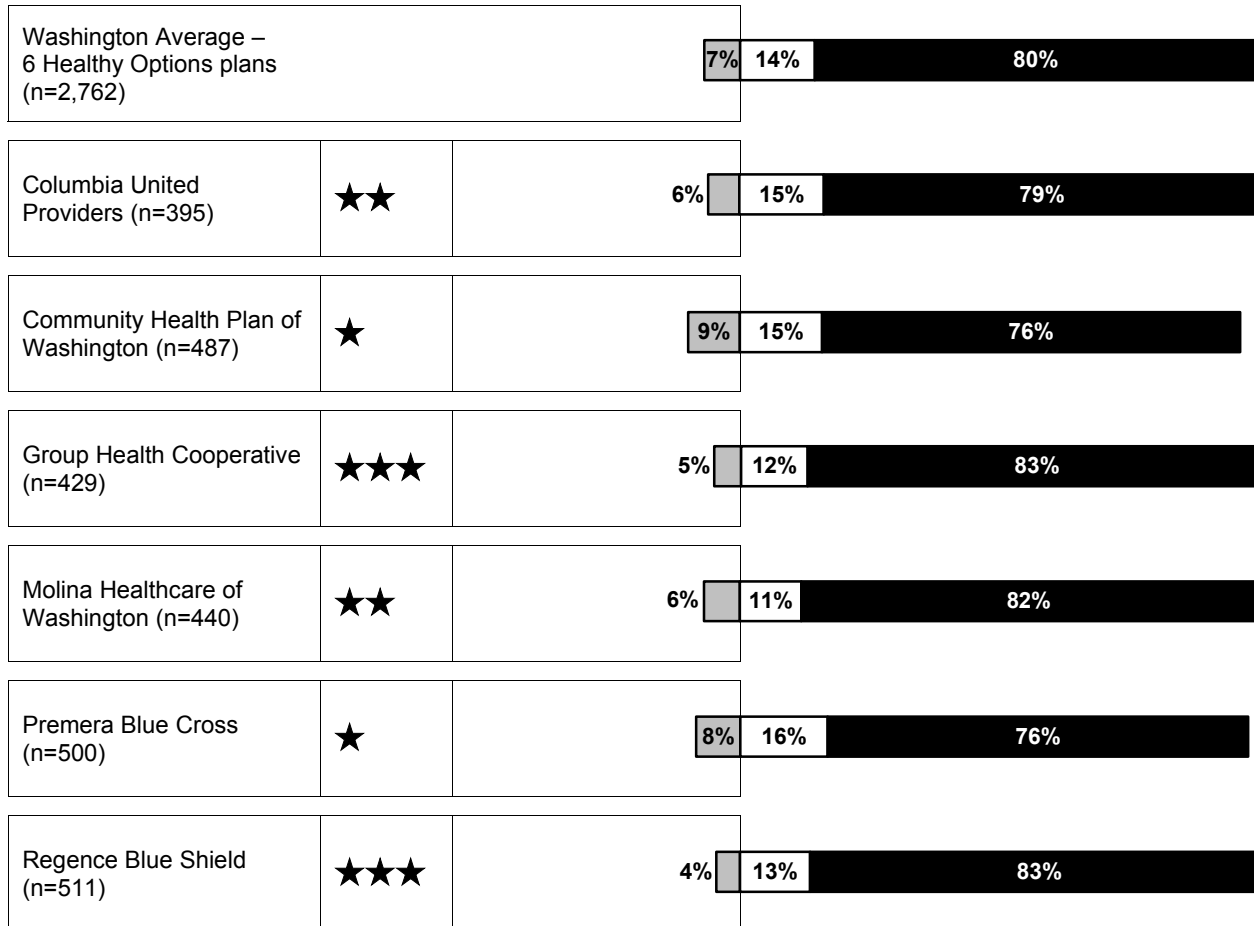 Washington Average –
6 Healthy Options plans
(n=2,762)
7% 14% 80%
Columbia United
Providers (n=395)
★★
6% 15% 79%
Community Health Plan of
Washington (n=487)
★
9% 15% 76%
Group Health Cooperative
(n=429)
★★★
5% 12% 83%
Molina Healthcare of
Washington (n=440)
★★
6% 11% 82%
Premera Blue Cross
(n=500)
★
8% 16% 76%
Regence Blue Shield
(n=511)
★★★
4% 13% 83%